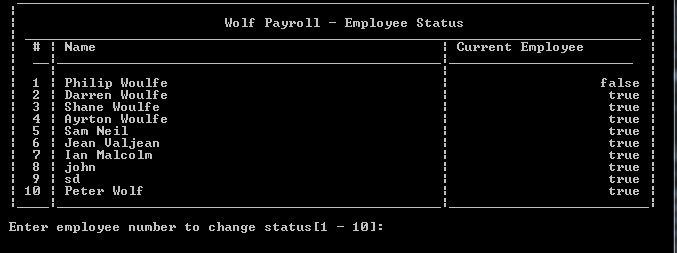 Wolf Payroll - Employee Status
# Name Current Employee
1 Philip Woulfe false
2 Darren Woulfe true
3 Shane Woulfe true
4 Ayrton Woulfe true
5 Sam Neil true
6 Jean Valjean true
7 Ian Malcolm true
8 john true
9 sd true
10 Peter Wolf true
Enter employee number to change status[1 - 10]: